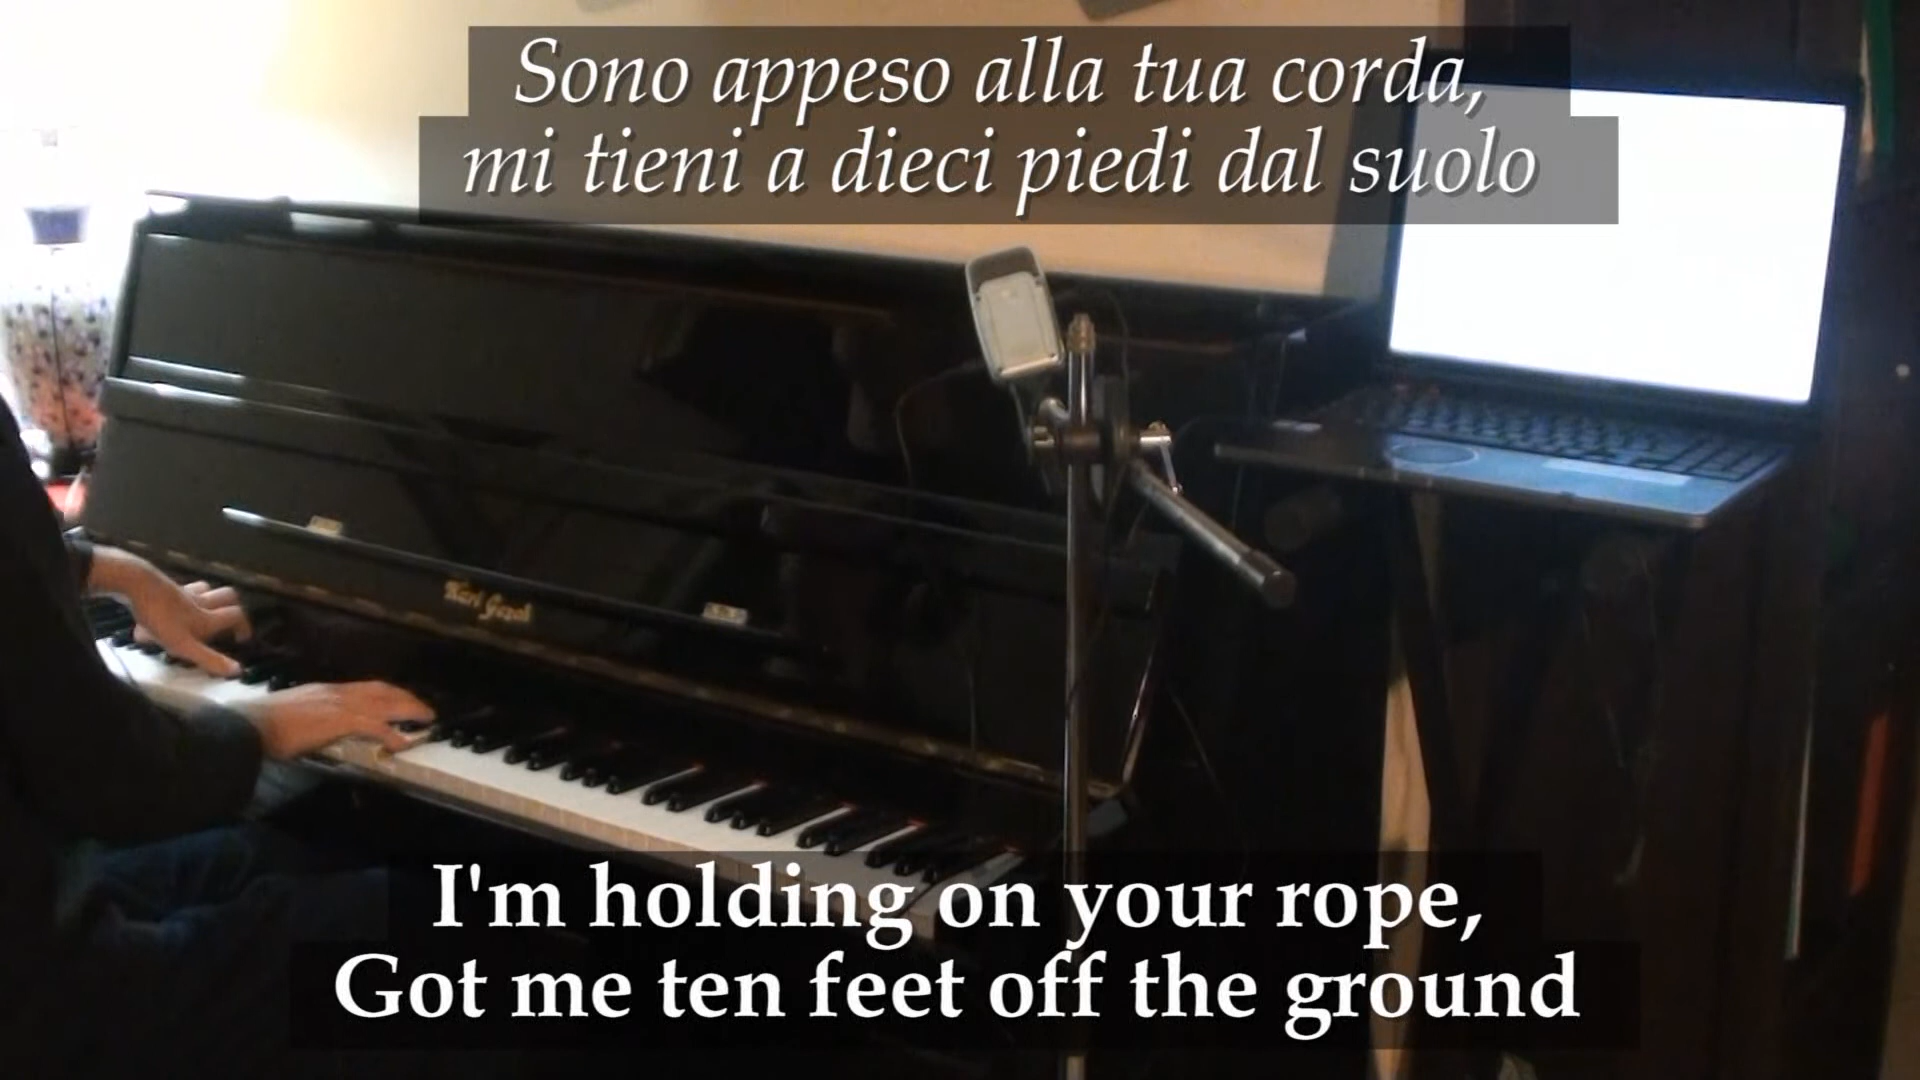 Sono appeso alla tua corda,
mi tieni a dieci piedi dal suolo
I'm holding on your rope,
Got me ten feet off the ground